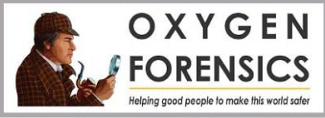 OXYGEN
FORENSICS
Helping good people to make this world safer